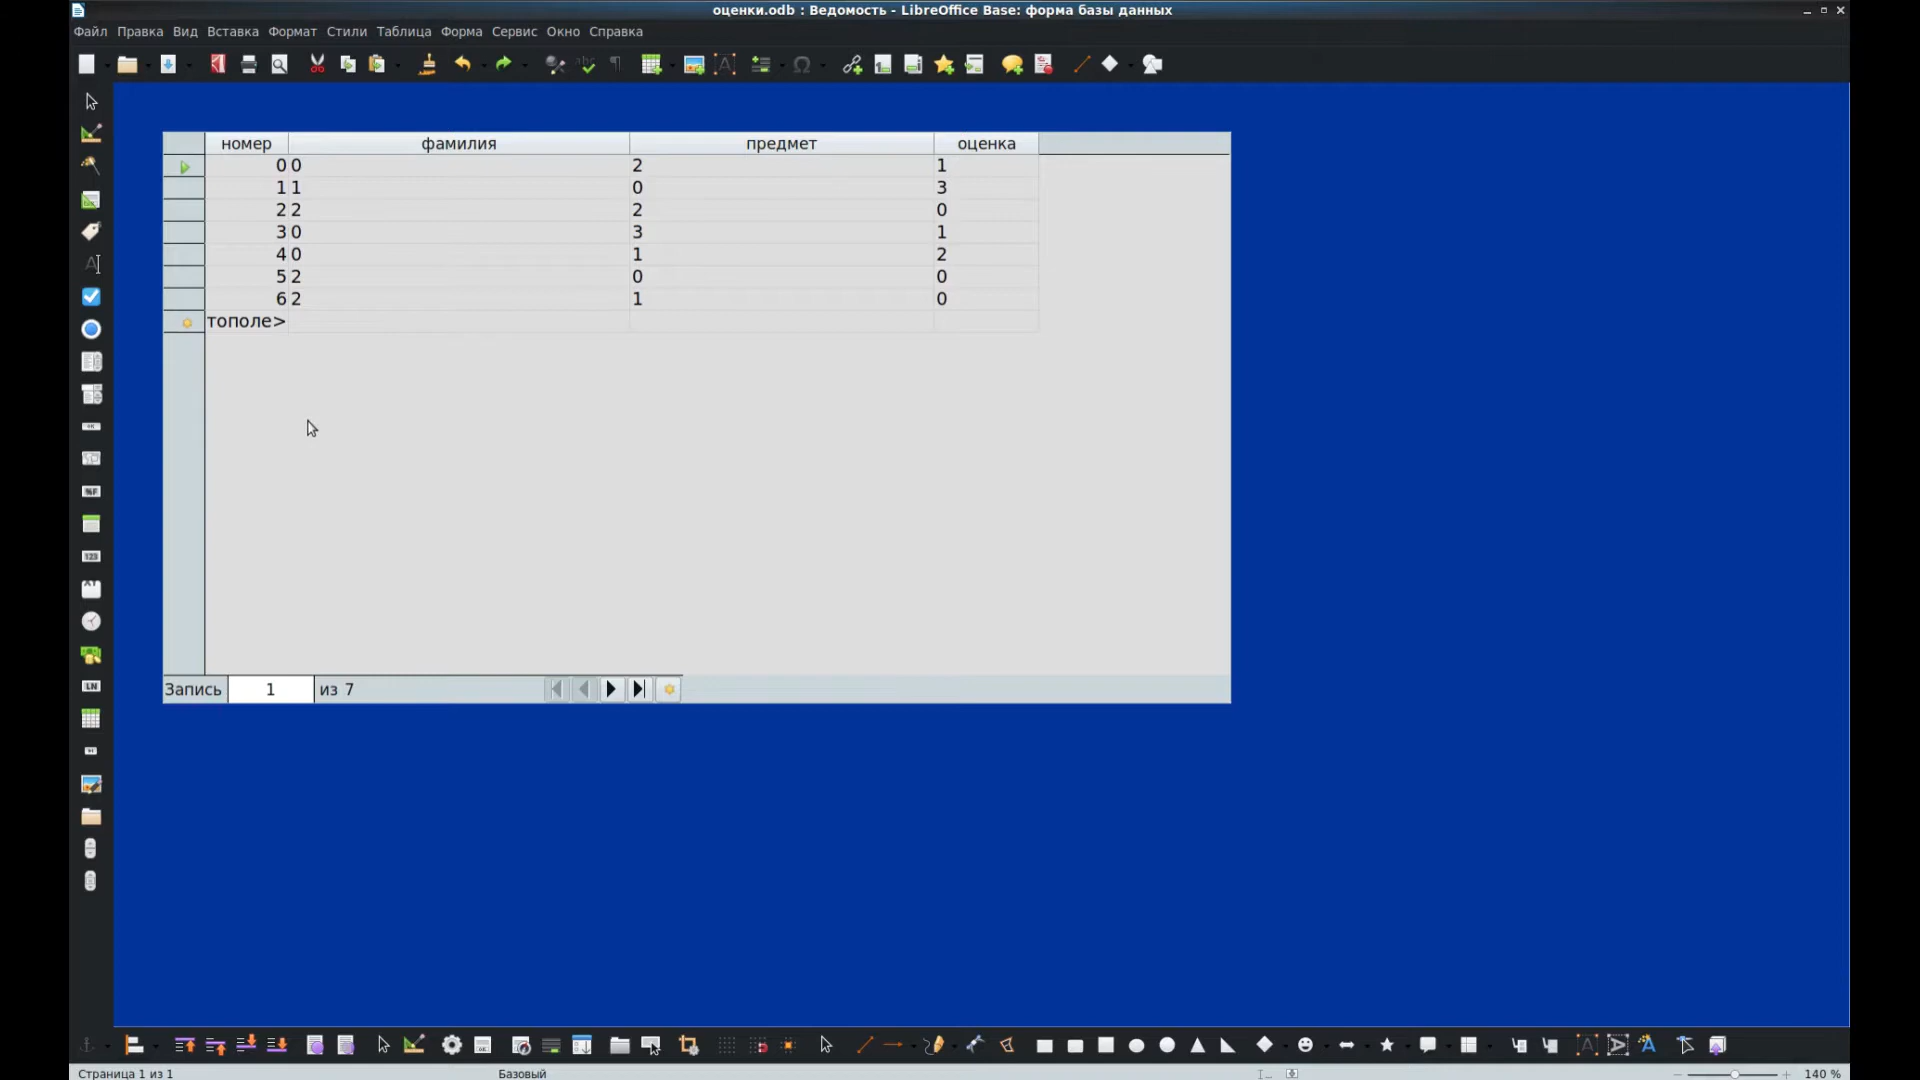 оценки.odb : Ведомость - LibreOffice Base: форма базы данных
Файл Правка Вид Вставка Формат Стили Таблица Форма Сервис Окно Справка
номер фамилия предмет оценка
0 0 2 1
1 1 0 3
2 2 2 0
3 0 3 1
4 0 1 2
5 2 0 0
6 2 1 0
тополе>
Запись 1 из 7
Страница 1 из 1 Базовый 140 %